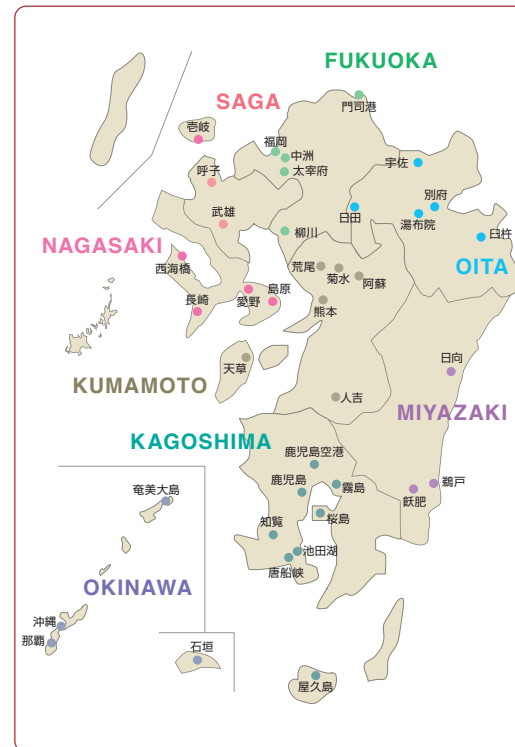 FUKUOKA
門司港
SAGA
壱岐
福岡
中洲
太宰府
宇佐
呼子
別府
日田
湯布院
武雄
柳川
臼杵
NAGASAKI
西海橋
OITA
荒尾
菊水
阿蘇
島原
愛野
長崎
熊本
日向
天草
KUMAMOTO
人吉
MIYAZAKI
KAGOSHIMA
鹿児島空港
鹿児島
霧島
鵜戸
飫肥
奄美大島
桜島
知覧
池田湖
唐船峡
OKINAWA
沖縄
那覇
石垣
屋久島